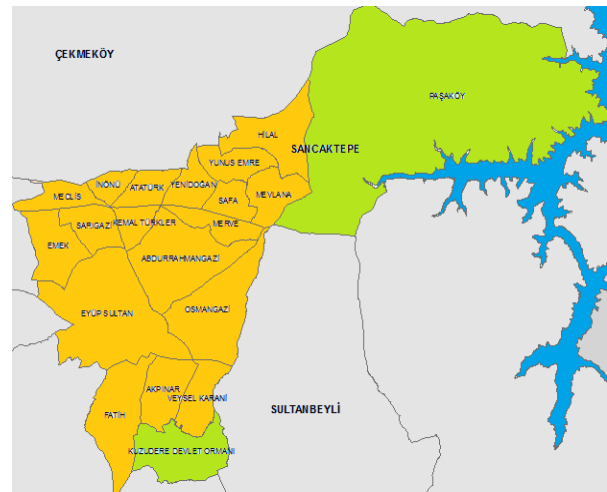 ÇEKMEKÖY
PAŞAKÖY
HİLAL
SANCAKTEPE
YUNUS EMRE
İNÖNÜ
ATATÜRK
YENİDOĞAN
MECLİS
SAFA
MEVLANA
SARIGAZİ
KEMAL TÜRKLER
MERVE
EMEK
ABDURRAHMANGAZİ
EYÜP SULTAN
OSMANGAZİ
AKPINAR
VEYSEL KARANİ
FATİH
SULTANBEYLİ
KUZUDERE DEVLET ORMANI